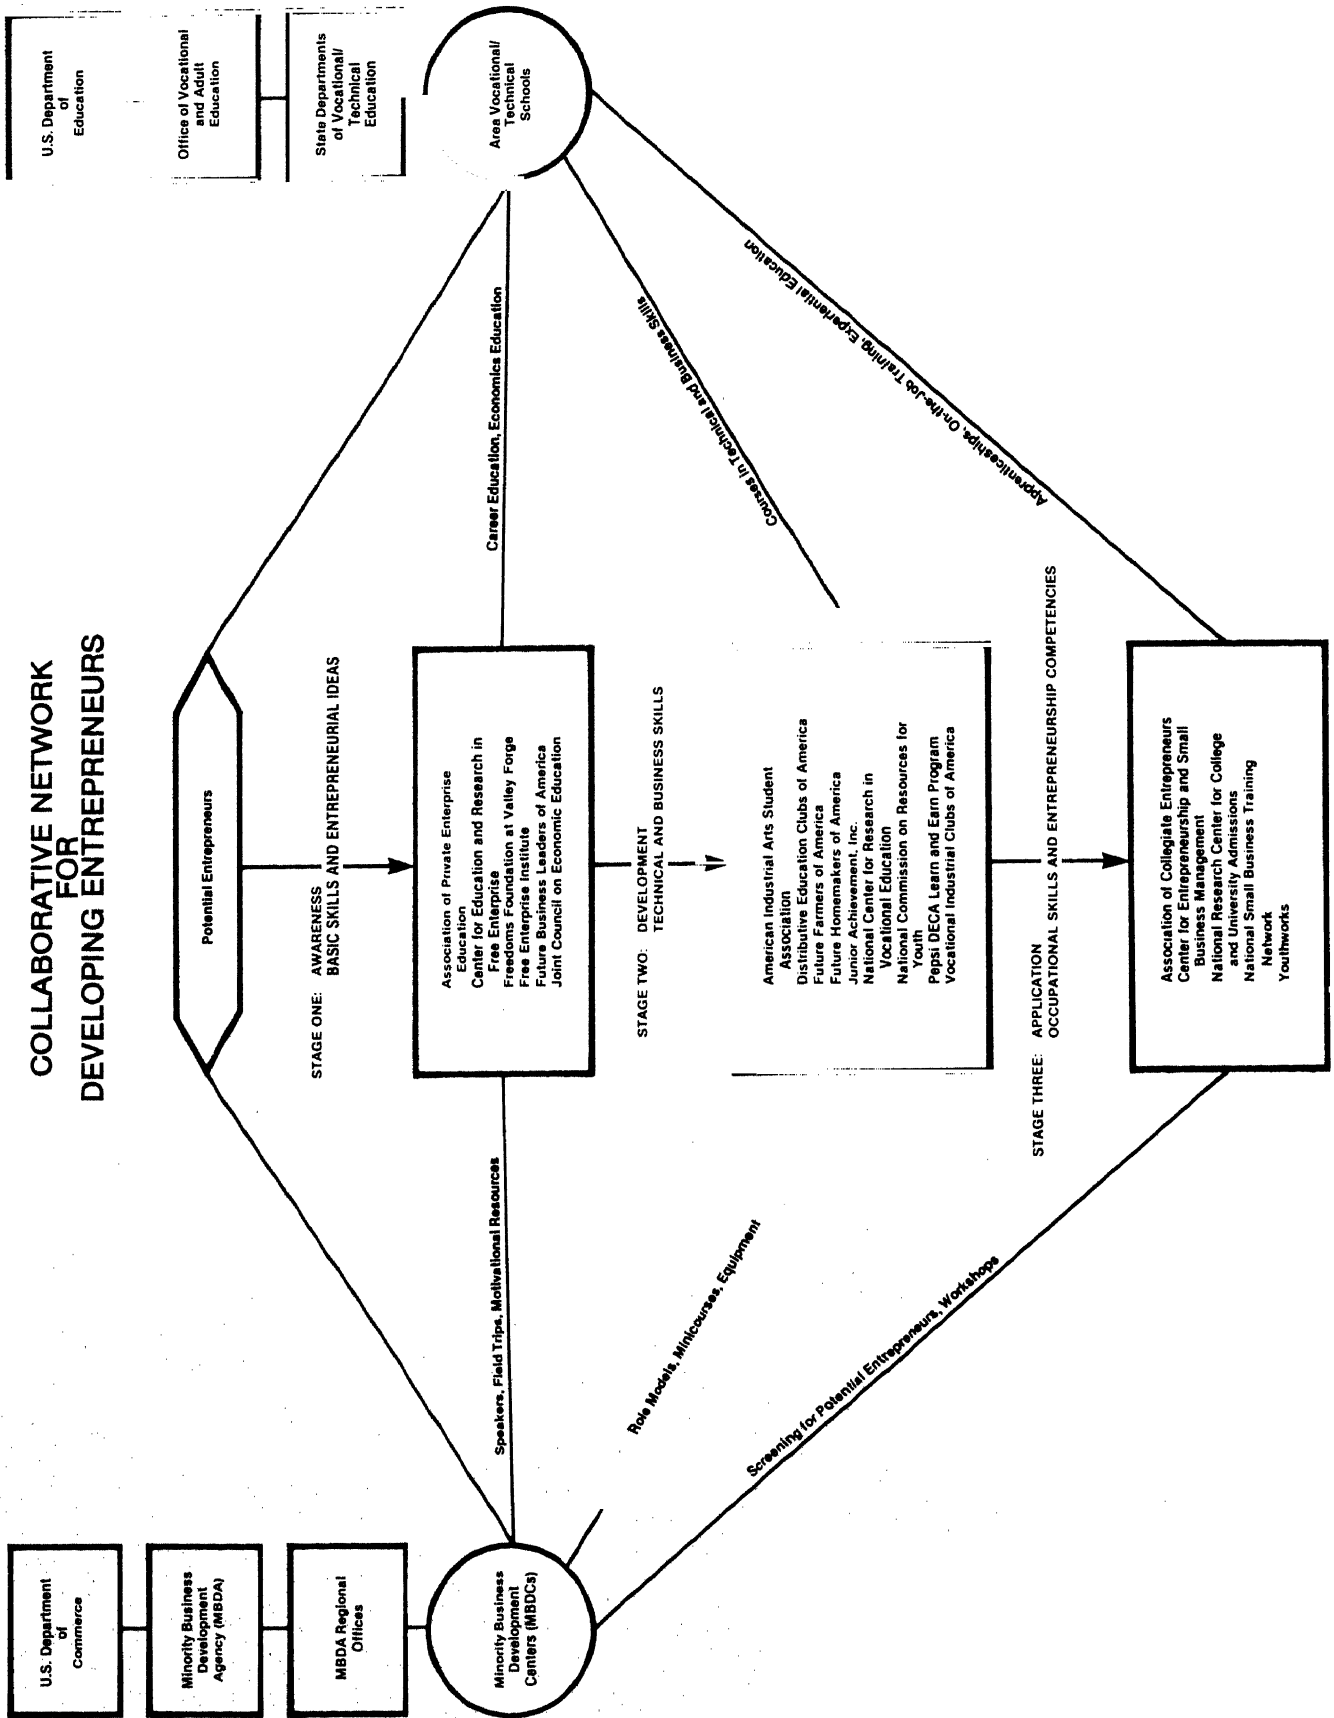 COLLABORATIVE NETWORK
FOR
DEVELOPING ENTREPRENEURS
U.S. Department
of
Commerce
Minority Business
Development
Agency (MBDA)
MBDA Regional
Offices
Minority Business
Development
Centers (MBDCs)
U.S. Department
of
Education
Office of Vocational
and Adult
Education
State Departments
of Vocational/
Technical
Education
Area Vocational/
Technical
Schools
Potential Entrepreneurs
STAGE ONE: AWARENESS
BASIC SKILLS AND ENTREPRENEURIAL IDEAS
Speakers, Field Trips, Motivational Resources
Association of Private Enterprise
Education
Center for Education and Research in
Free Enterprise
Freedoms Foundation at Valley Forge
Free Enterprise Institute
Future Business Leaders of America
Joint Council on Economic Education
Career Education, Economics Education
STAGE TWO: DEVELOPMENT
TECHNICAL AND BUSINESS SKILLS
Role Models, Minicourses, Equipment
American Industrial Arts Student
Association
Distributive Education Clubs of America
Future Farmers of America
Future Homemakers of America
Junior Achievement, Inc.
National Center for Research in
Vocational Education
National Commission on Resources for
Youth
Pepsi DECA Learn and Earn Program
Vocational Industrial Clubs of America
Courses in Technical and Business Skills
STAGE THREE: APPLICATION
OCCUPATIONAL SKILLS AND ENTREPRENEURSHIP COMPETENCIES
Screening for Potential Entrepreneurs, Workshops
Association of Collegiate Entrepreneurs
Center for Entrepreneurship and Small
Business Management
National Research Center for College
and University Admissions
National Small Business Training
Network
Youthworks
Apprenticeships, On-the-Job Training, Experiential Education